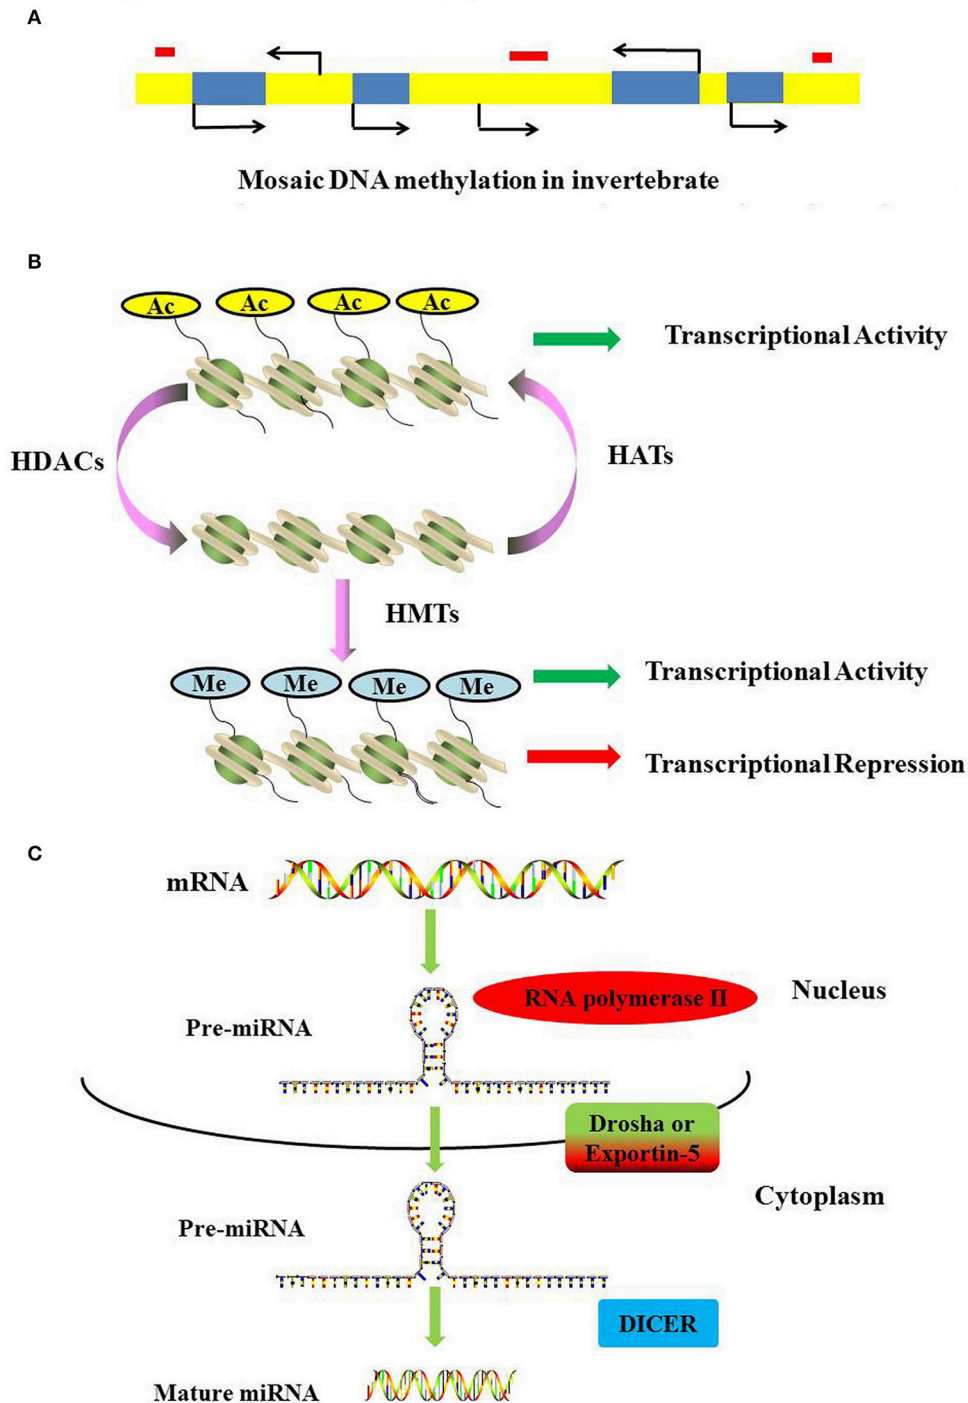 A
Mosaic DNA methylation in invertebrate
B
Ac Ac Ac Ac
Transcriptional Activity
HDACs
HATs
HMTs
Me Me Me Me
Transcriptional Activity
Transcriptional Repression
C
mRNA
RNA polymerase II
Nucleus
Pre-miRNA
Drosha or
Exportin-5
Cytoplasm
Pre-miRNA
DICER
Mature miRNA